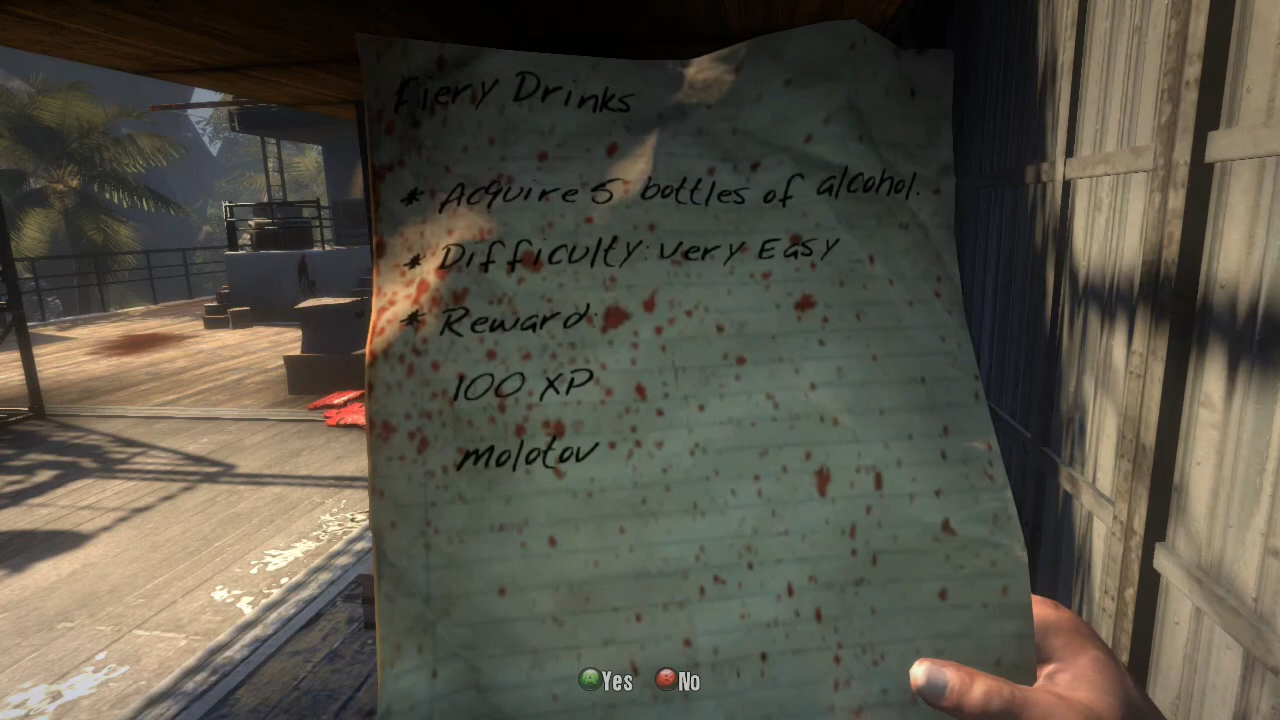 Fiery Drinks
* Acquire 5 bottles of alcohol.
* Difficulty: very Easy
* Reward:
100 XP
molotov
A Yes B No